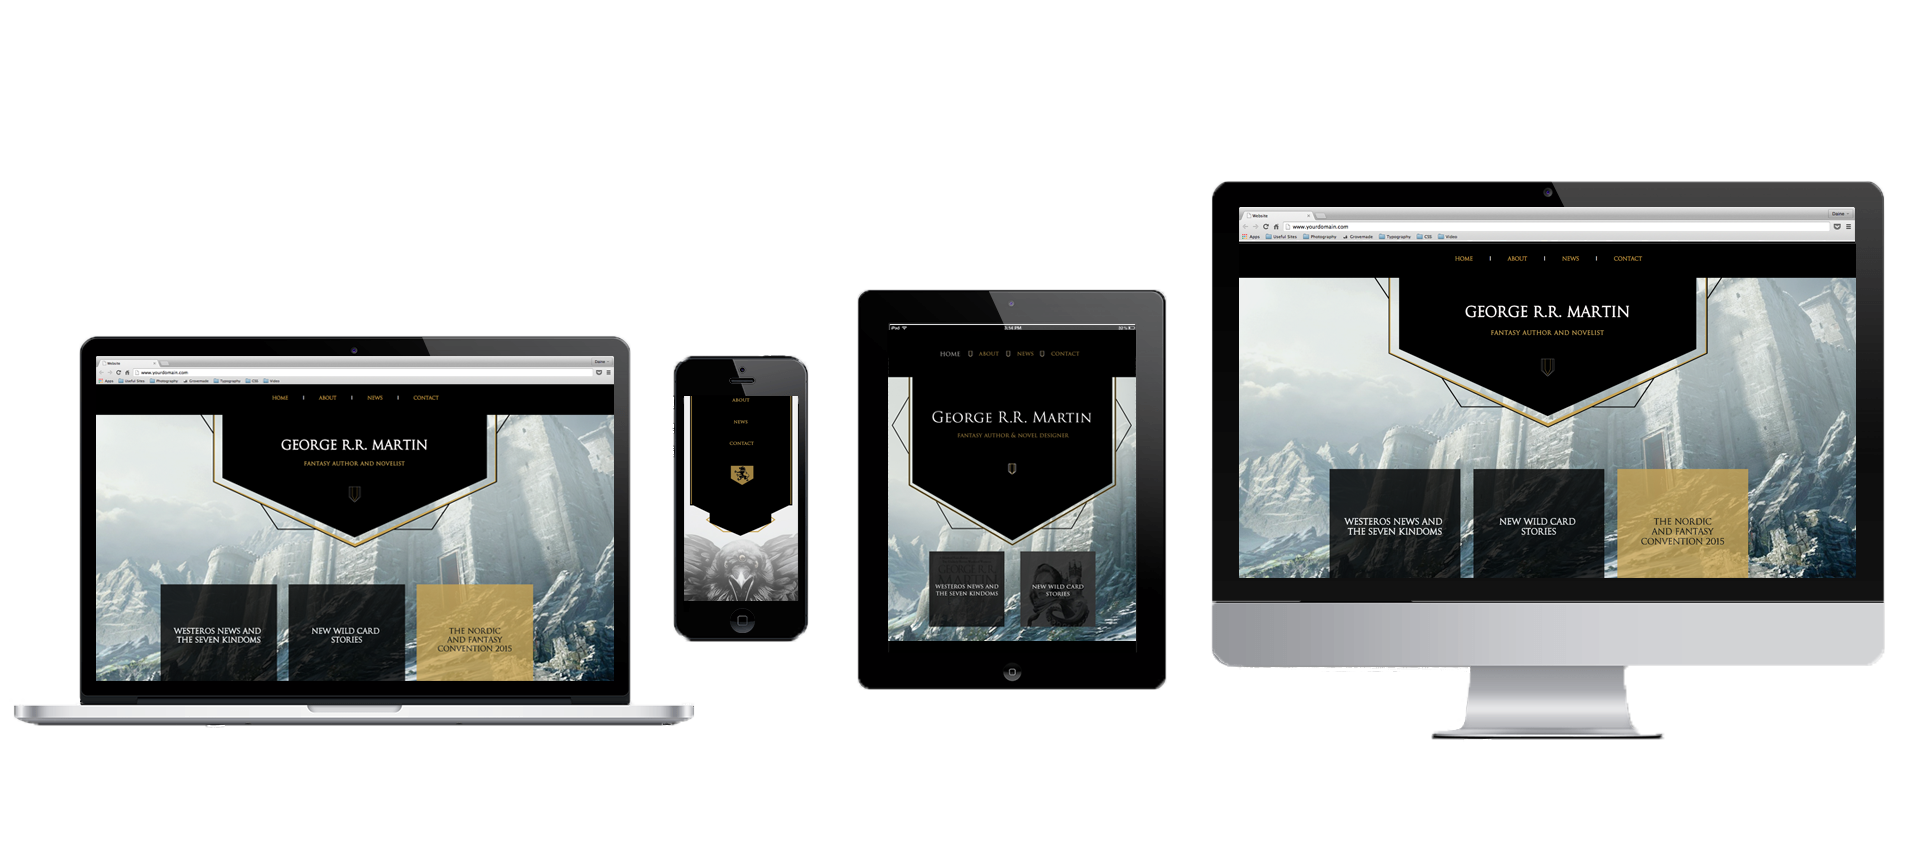 Website
Dame
www.yourdomain.com
Apps Useful Sites Photography Grovemade Typography CSS Video
HOME ABOUT NEWS CONTACT
GEORGE R.R. MARTIN
FANTASY AUTHOR AND NOVELIST
WESTEROS NEWS AND
THE SEVEN KINDOMS
NEW WILD CARD
STORIES
THE NORDIC
AND FANTASY
CONVENTION 2015
ABOUT
NEWS
CONTACT
iPad
HOME ABOUT NEWS CONTACT
GEORGE R.R. MARTIN
FANTASY AUTHOR & NOVEL DESIGNER
WESTEROS NEWS AND
THE SEVEN KINDOMS
NEW WILD CARD
STORIES
Website
Dame
www.yourdomain.com
Apps Useful Sites Photography Grovemade Typography CSS Video
HOME ABOUT NEWS CONTACT
GEORGE R.R. MARTIN
FANTASY AUTHOR AND NOVELIST
WESTEROS NEWS AND
THE SEVEN KINDOMS
NEW WILD CARD
STORIES
THE NORDIC
AND FANTASY
CONVENTION 2015